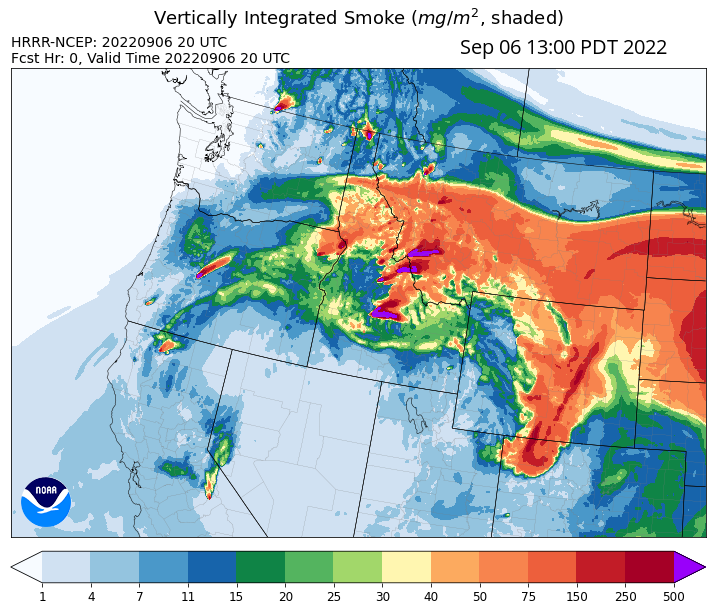 Vertically Integrated Smoke (mg/m², shaded)
HRRR-NCEP: 20220906 20 UTC
Sep 06 13:00 PDT 2022
Fcst Hr: 0, Valid Time 20220906 20 UTC
NOAA
1 4 7 11 15 20 25 30 40 50 75 150 250 500